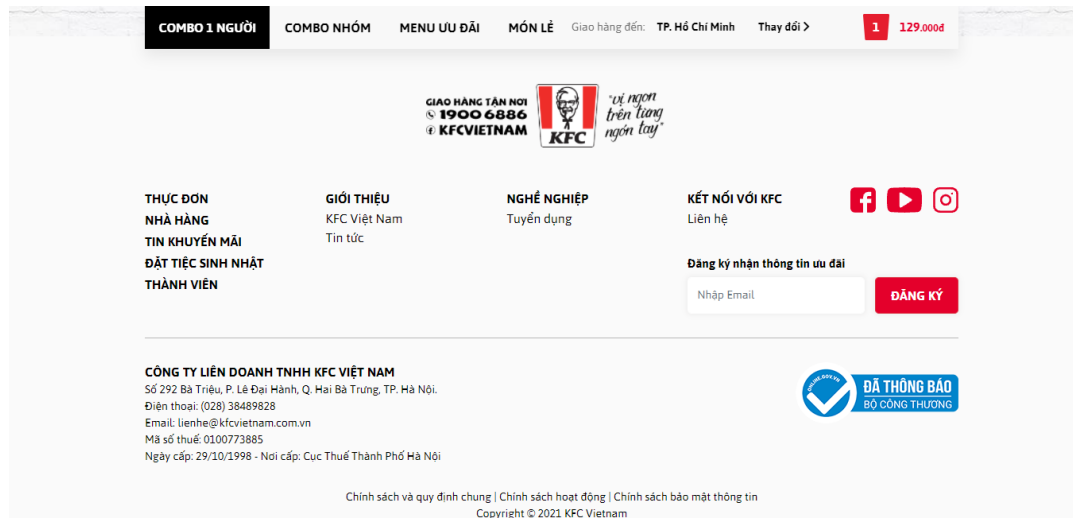 COMBO 1 NGƯỜI COMBO NHÓM MENU ƯU ĐÃI MÓN LẺ Giao hàng đến: TP. Hồ Chí Minh Thay đổi 1 129.000đ
GIAO HÀNG TẬN NƠI
1900 6886
KFCVIETNAM
KFC
"vị ngon
trên từng
ngón tay"
THỰC ĐƠN
NHÀ HÀNG
TIN KHUYẾN MÃI
ĐẶT TIỆC SINH NHẬT
THÀNH VIÊN
GIỚI THIỆU
KFC Việt Nam
Tin tức
NGHỀ NGHIỆP
Tuyển dụng
KẾT NỐI VỚI KFC
Liên hệ
Đăng ký nhận thông tin ưu đãi
Nhập Email
ĐĂNG KÝ
CÔNG TY LIÊN DOANH TNHH KFC VIỆT NAM
Số 292 Bà Triệu, P. Lê Đại Hành, Q. Hai Bà Trưng, TP. Hà Nội.
Điện thoại: (028) 38489828
Email: lienhe@kfcvietnam.com.vn
Mã số thuế: 0100773885
Ngày cấp: 29/10/1998 - Nơi cấp: Cục Thuế Thành Phố Hà Nội
ONLINE.GOV.VN
ĐÃ THÔNG BÁO
BỘ CÔNG THƯƠNG
Chính sách và quy định chung | Chính sách hoạt động | Chính sách bảo mật thông tin
Copyright © 2021 KFC Vietnam